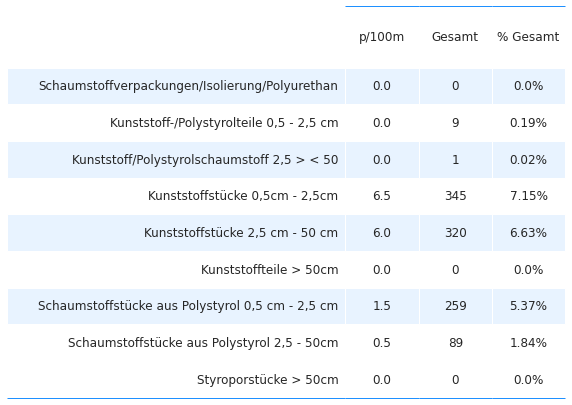 p/100m Gesamt % Gesamt
Schaumstoffverpackungen/Isolierung/Polyurethan 0.0 0 0.0%
Kunststoff-/Polystyrolteile 0,5 - 2,5 cm 0.0 9 0.19%
Kunststoff/Polystyrolschaumstoff 2,5 > < 50 0.0 1 0.02%
Kunststoffstücke 0,5cm - 2,5cm 6.5 345 7.15%
Kunststoffstücke 2,5 cm - 50 cm 6.0 320 6.63%
Kunststoffteile > 50cm 0.0 0 0.0%
Schaumstoffstücke aus Polystyrol 0,5 cm - 2,5 cm 1.5 259 5.37%
Schaumstoffstücke aus Polystyrol 2,5 - 50cm 0.5 89 1.84%
Styroporstücke > 50cm 0.0 0 0.0%